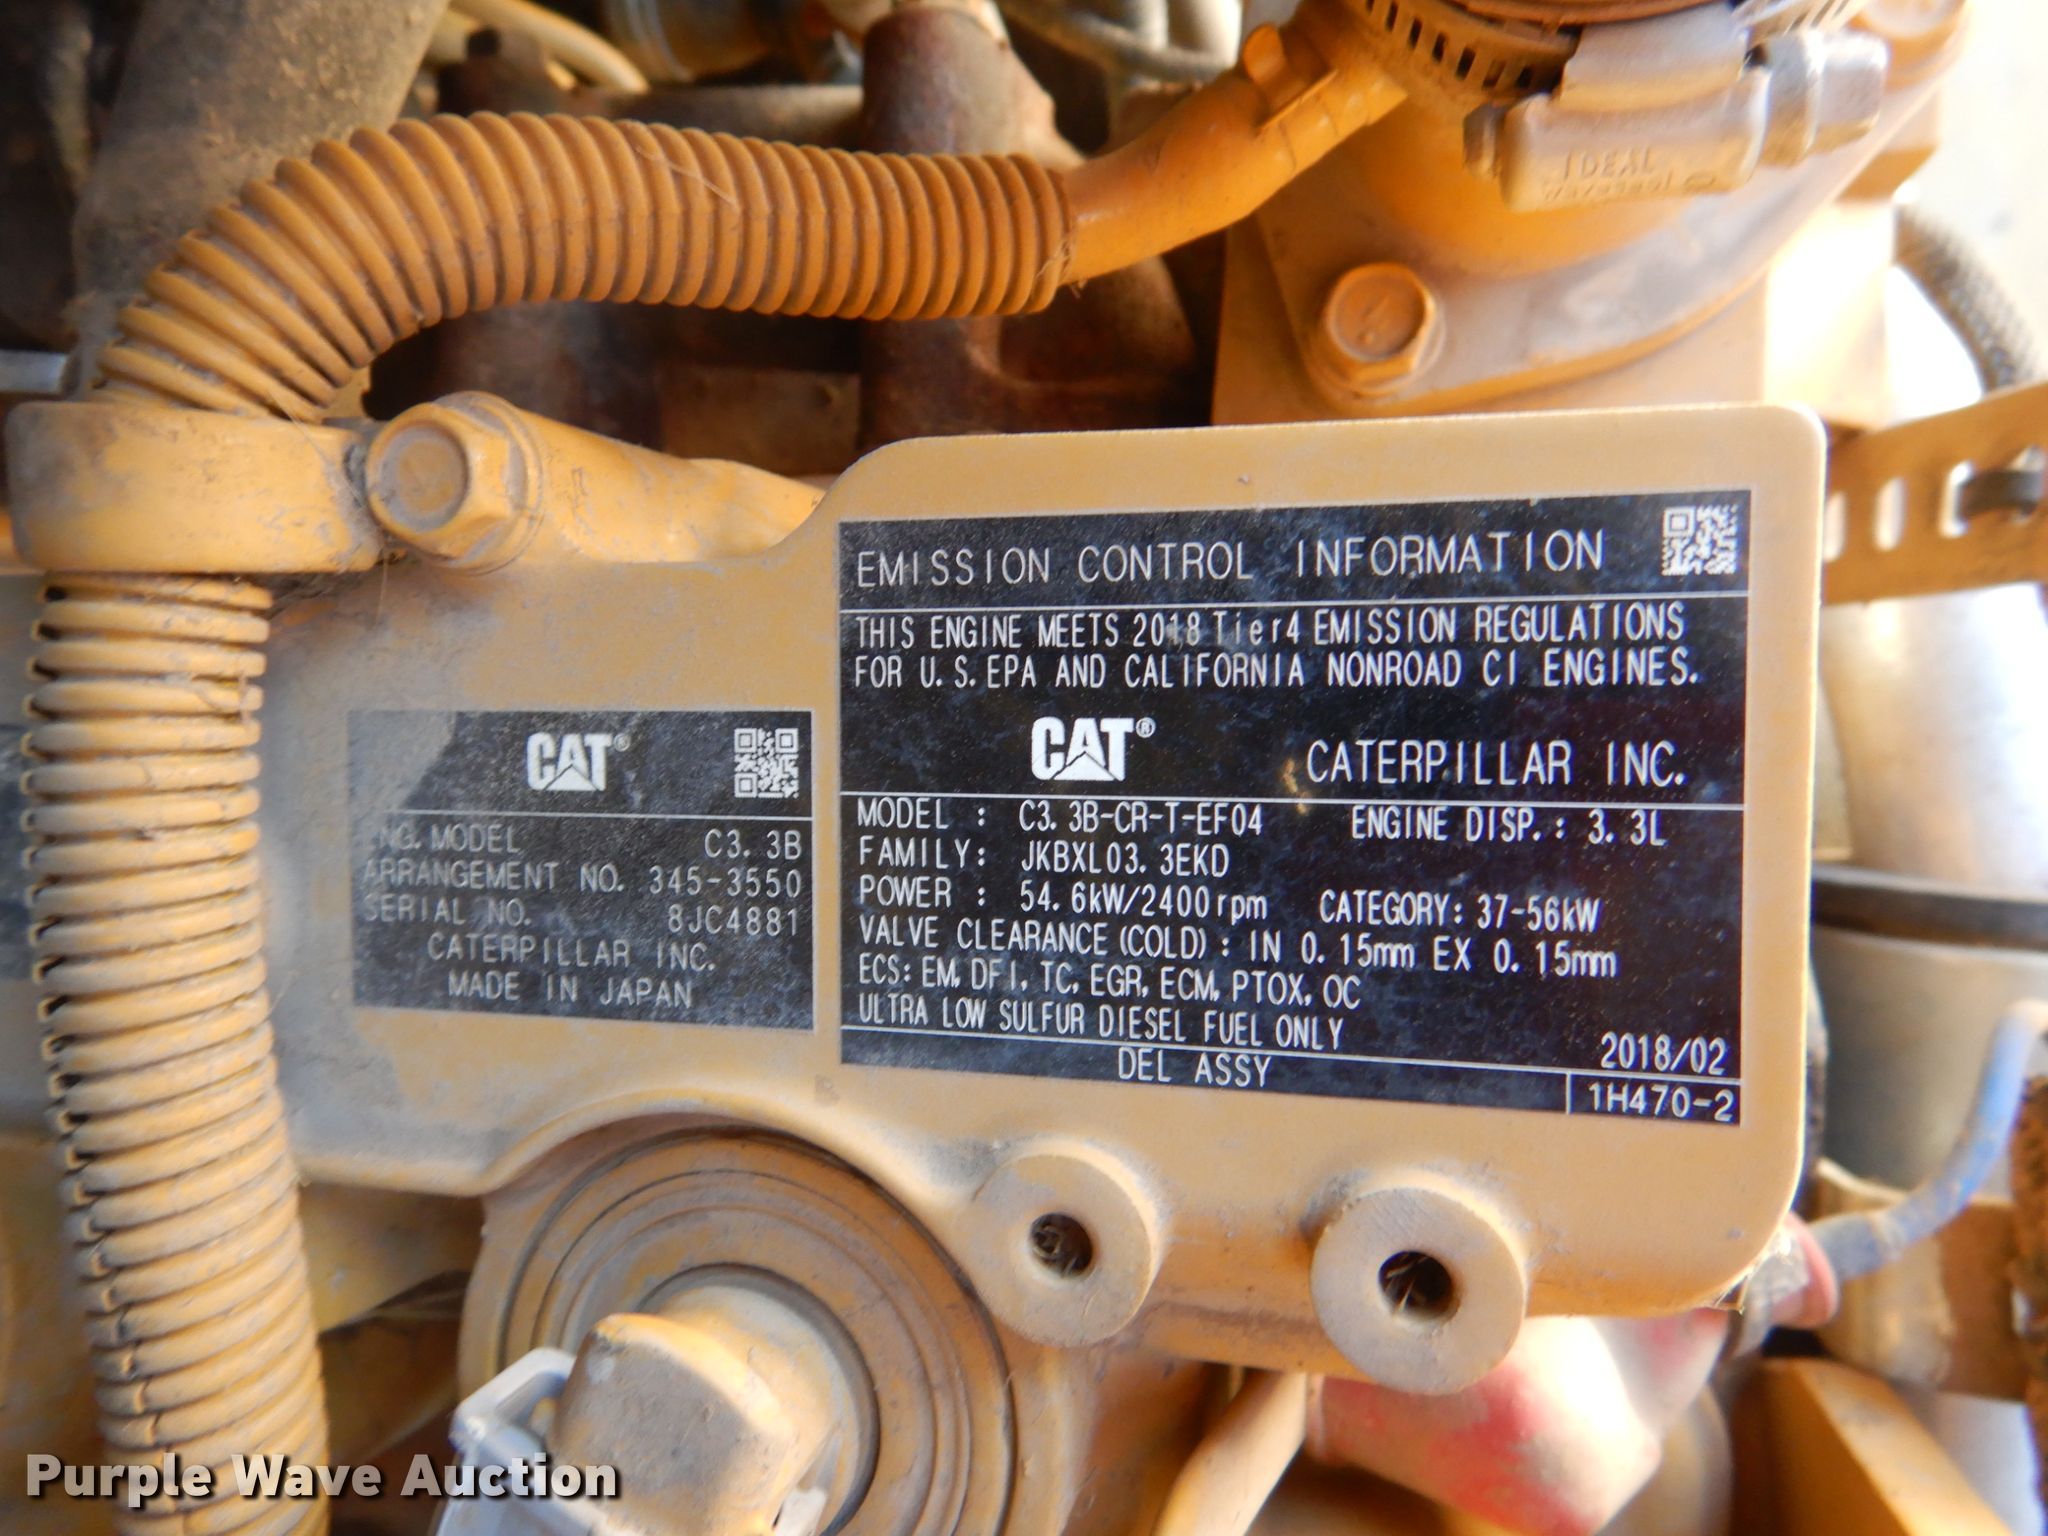 IDEAL
CAT®
ENG. MODEL C3.3B
ARRANGEMENT NO. 345-3550
SERIAL NO. 8JC4881
CATERPILLAR INC.
MADE IN JAPAN
EMISSION CONTROL INFORMATION
THIS ENGINE MEETS 2018 Tier4 EMISSION REGULATIONS
FOR U.S. EPA AND CALIFORNIA NONROAD CI ENGINES.
CAT® CATERPILLAR INC.
MODEL : C3.3B-CR-T-EF04 ENGINE DISP.: 3.3L
FAMILY: JKBXL03.3EKD
POWER : 54.6kW/2400rpm CATEGORY: 37-56kW
VALVE CLEARANCE (COLD) : IN 0.15mm EX 0.15mm
ECS: EM, DFI, TC, EGR, ECM, PTOX, OC
ULTRA LOW SULFUR DIESEL FUEL ONLY
2018/02
DEL ASSY
1H470-2
Purple Wave Auction